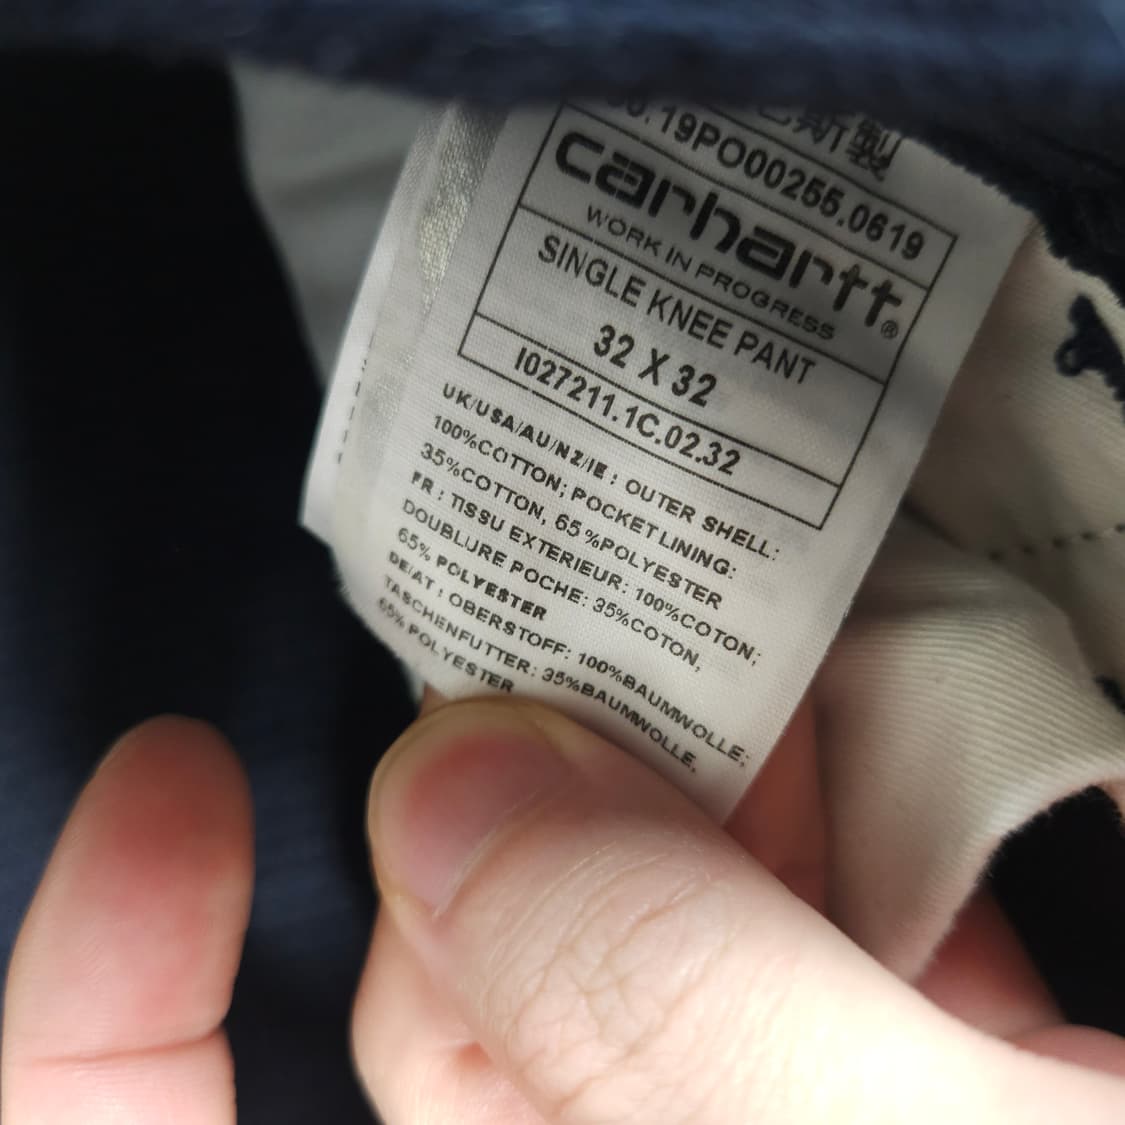 斯製
.19PO00255.0619
carhartt®
WORK IN PROGRESS
SINGLE KNEE PANT
32 X 32
I027211.1C.02.32
UK/USA/AU/NZ/IE : OUTER SHELL:
100%COTTON; POCKET LINING:
35%COTTON, 65%POLYESTER
FR : TISSU EXTERIEUR: 100%COTON;
DOUBLURE POCHE: 35%COTON,
65% POLYESTER
DE/AT : OBERSTOFF: 100%BAUMWOLLE;
TASCHENFUTTER: 35%BAUMWOLLE,
65% POLYESTER